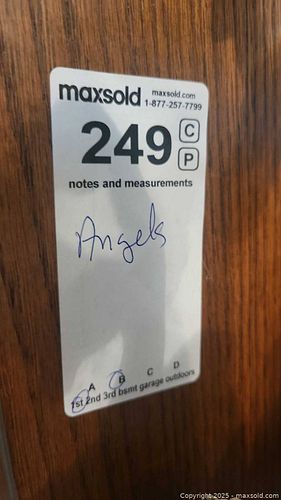 maxsold maxsold.com
1-877-257-7799
249 C
P
notes and measurements
Angels
A B C D
1st 2nd 3rd bsmt garage outdoors
Copyright 2025 - maxsold.com